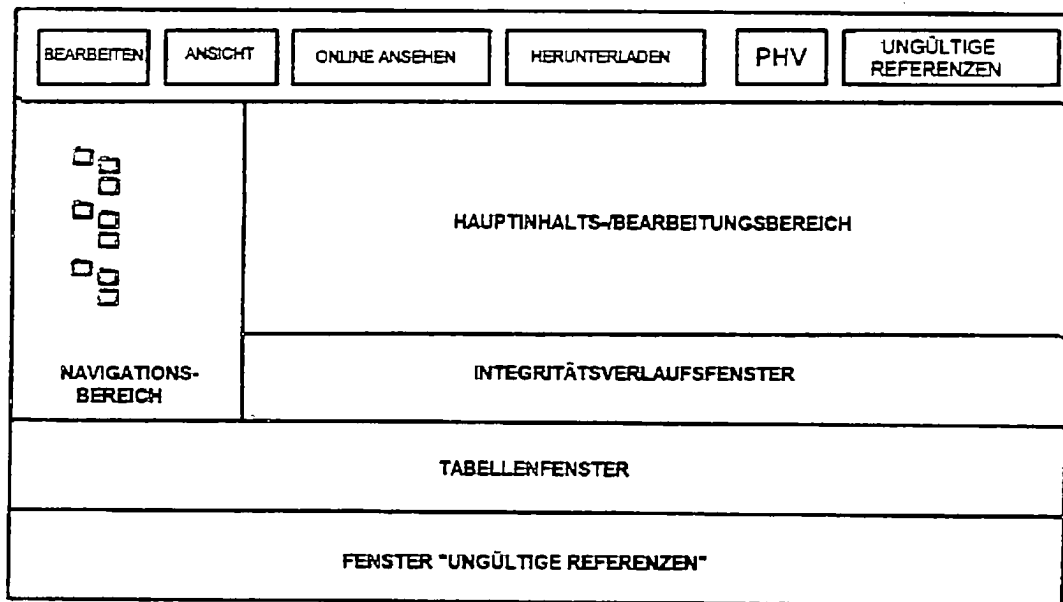 BEARBEITEN
ANSICHT
ONLINE ANSEHEN
HERUNTERLADEN
PHV
UNGÜLTIGE
REFERENZEN
HAUPTINHALTS-/BEARBEITUNGSBEREICH
NAVIGATIONS-
BEREICH
INTEGRITÄTSVERLAUFSFENSTER
TABELLENFENSTER
FENSTER "UNGÜLTIGE REFERENZEN"